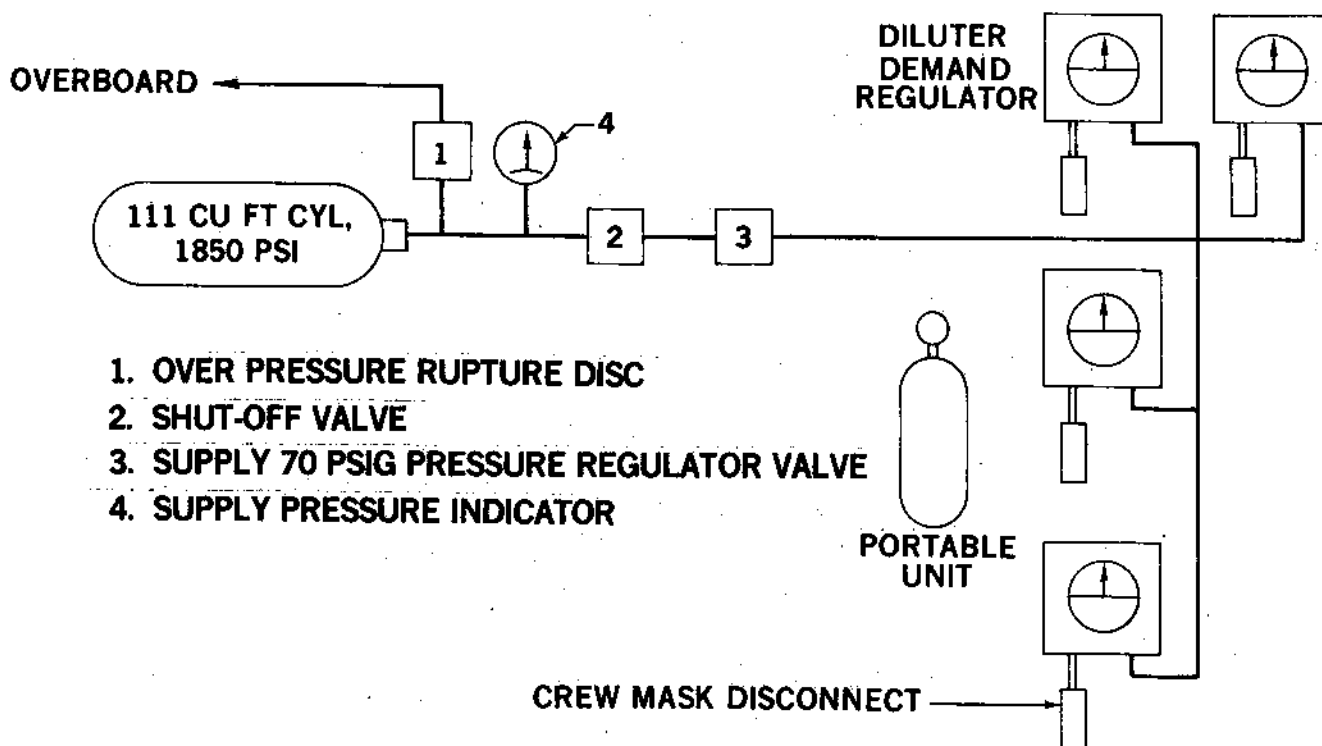 OVERBOARD
1
4
111 CU FT CYL,
1850 PSI
2
3
DILUTER
DEMAND
REGULATOR
1. OVER PRESSURE RUPTURE DISC
2. SHUT-OFF VALVE
3. SUPPLY 70 PSIG PRESSURE REGULATOR VALVE
4. SUPPLY PRESSURE INDICATOR
PORTABLE
UNIT
CREW MASK DISCONNECT